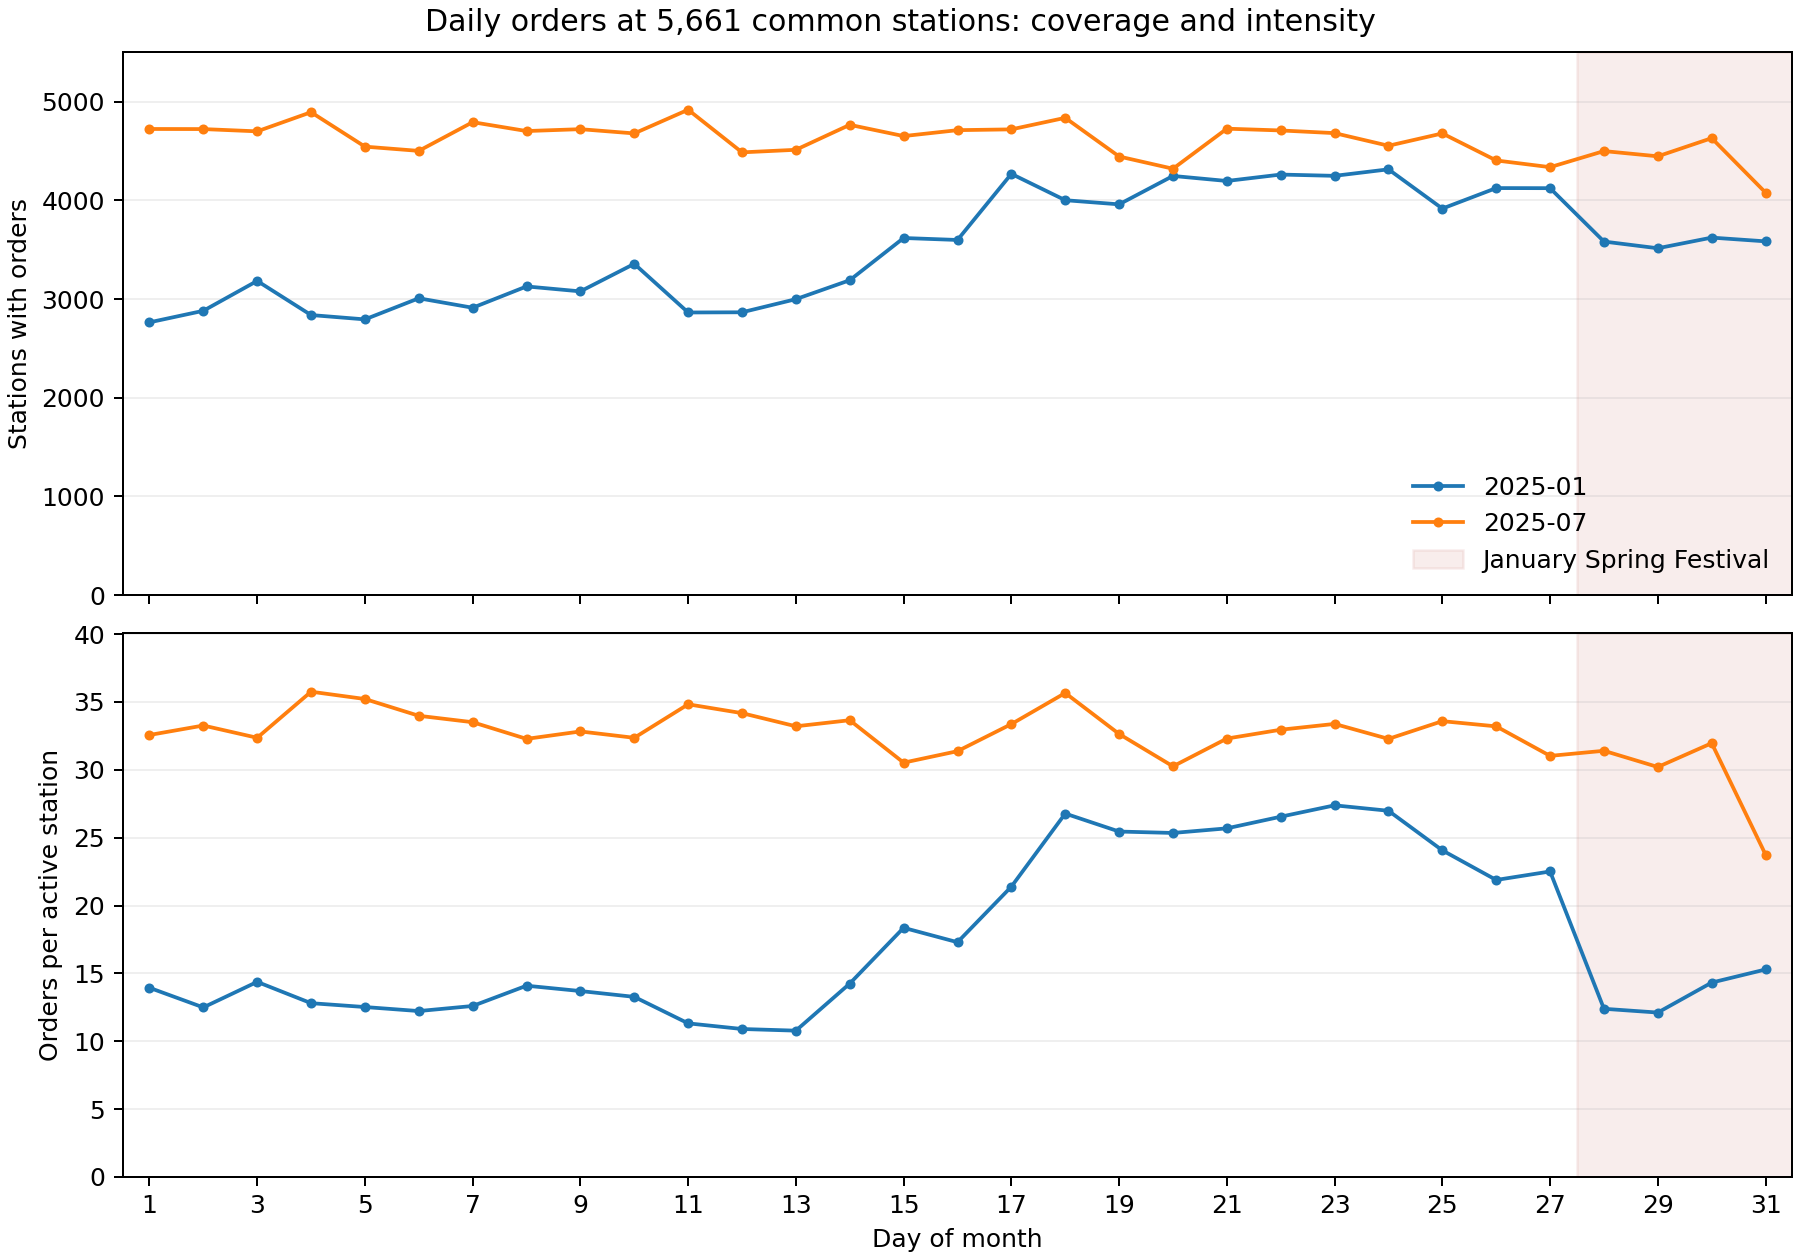 Daily orders at 5,661 common stations: coverage and intensity
Stations with orders
5000
4000
3000
2000
1000
0
2025-01
2025-07
January Spring Festival
Orders per active station
40
35
30
25
20
15
10
5
0
1 3 5 7 9 11 13 15 17 19 21 23 25 27 29 31
Day of month